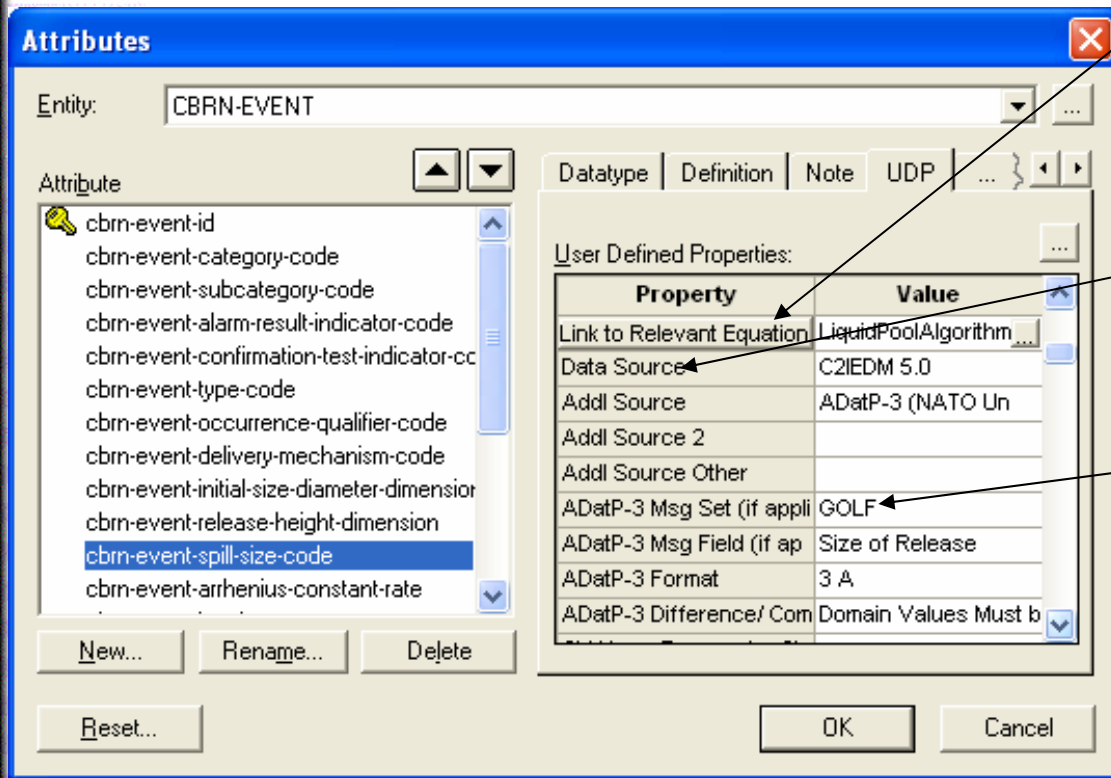 Attributes
Entity: CBRN-EVENT ...
Attribute
cbrn-event-id
cbrn-event-category-code
cbrn-event-subcategory-code
cbrn-event-alarm-result-indicator-code
cbrn-event-confirmation-test-indicator-cc
cbrn-event-type-code
cbrn-event-occurrence-qualifier-code
cbrn-event-delivery-mechanism-code
cbrn-event-initial-size-diameter-dimension
cbrn-event-release-height-dimension
cbrn-event-spill-size-code
cbrn-event-arrhenius-constant-rate
New... Rename... Delete
Datatype Definition Note UDP ...
User Defined Properties: ...
Property Value
Link to Relevant Equation LiquidPoolAlgorithm ...
Data Source C2IEDM 5.0
Addl Source ADatP-3 (NATO Un
Addl Source 2
Addl Source Other
ADatP-3 Msg Set (if appli GOLF
ADatP-3 Msg Field (if ap Size of Release
ADatP-3 Format 3 A
ADatP-3 Difference/ Com Domain Values Must b
Reset... OK Cancel